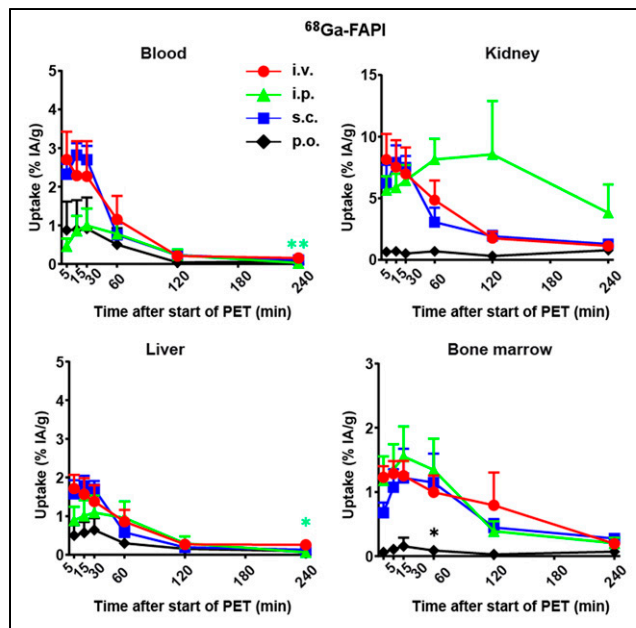 ⁶⁸Ga-FAPI
Blood
Kidney
i.v.
i.p.
s.c.
p.o.
Uptake (% IA/g)
5
4
3
2
1
0
**
5 15 30 60 120 180 240
Time after start of PET (min)
Uptake (% IA/g)
15
10
5
0
5 15 30 60 120 180 240
Time after start of PET (min)
Liver
Bone marrow
Uptake (% IA/g)
5
4
3
2
1
0
*
5 15 30 60 120 180 240
Time after start of PET (min)
Uptake (% IA/g)
3
2
1
0
*
5 15 30 60 120 180 240
Time after start of PET (min)